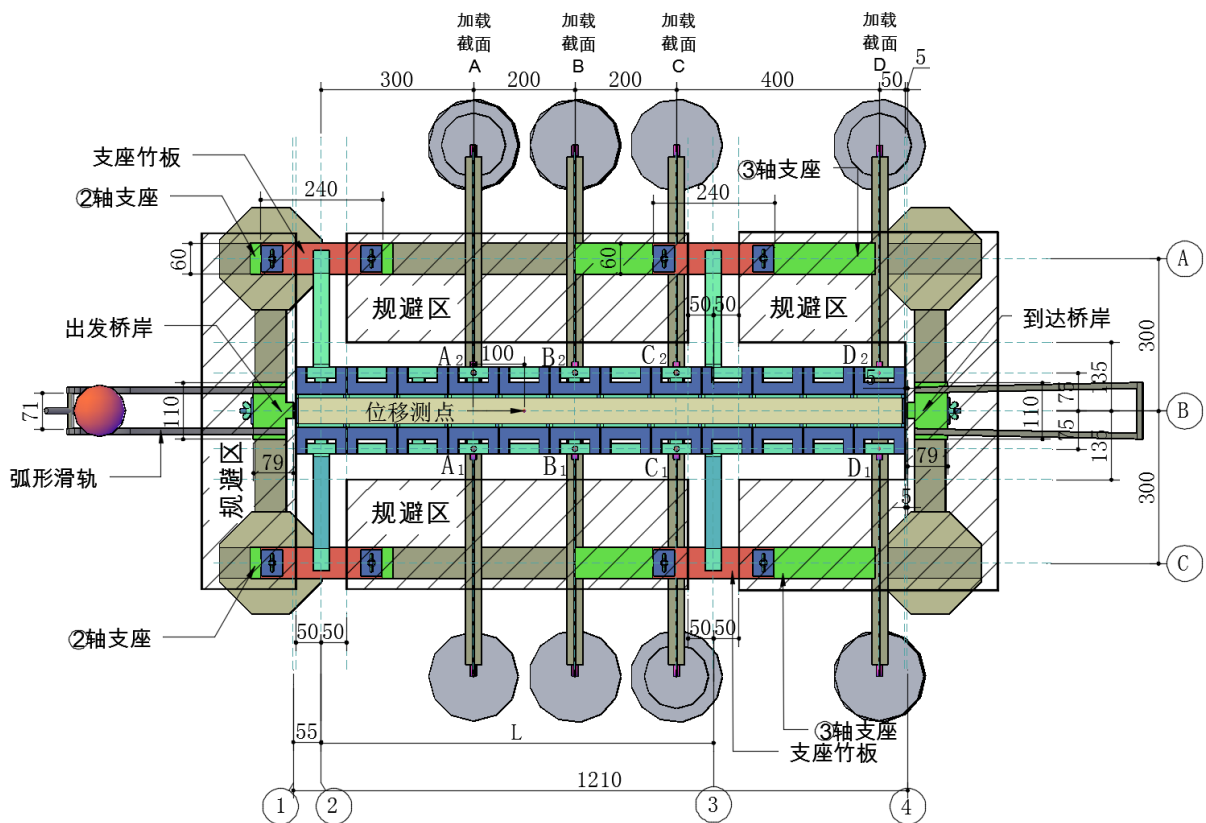 加载
截面
A
加载
截面
B
加载
截面
C
加载
截面
D
5
300
200
200
400
50
支座竹板
②轴支座
240
240
③轴支座
60
60
A
规避区
50 50
规避区
300
出发桥岸
到达桥岸
A2
100
B2
C2
D2
135
75
5
71
110
位移测点
110
B
弧形滑轨
规避区
79
A1
B1
C1
D1
75
135
79
规避区
5
300
C
②轴支座
50 50
50 50
③轴支座
支座竹板
55
L
1210
1
2
3
4